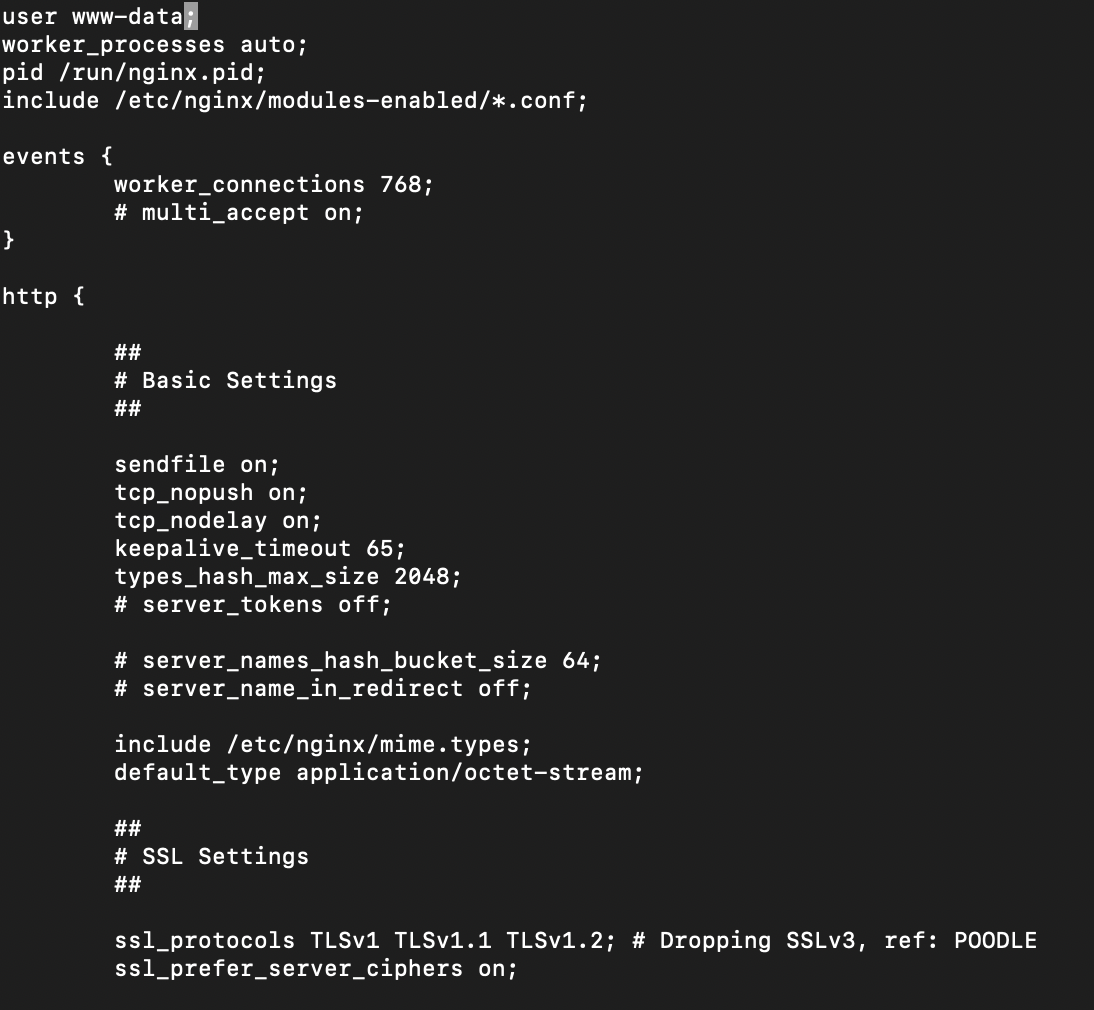 user www-data;
worker_processes auto;
pid /run/nginx.pid;
include /etc/nginx/modules-enabled/*.conf;

events {
        worker_connections 768;
        # multi_accept on;
}

http {

        ##
        # Basic Settings
        ##

        sendfile on;
        tcp_nopush on;
        tcp_nodelay on;
        keepalive_timeout 65;
        types_hash_max_size 2048;
        # server_tokens off;

        # server_names_hash_bucket_size 64;
        # server_name_in_redirect off;

        include /etc/nginx/mime.types;
        default_type application/octet-stream;

        ##
        # SSL Settings
        ##

        ssl_protocols TLSv1 TLSv1.1 TLSv1.2; # Dropping SSLv3, ref: POODLE
        ssl_prefer_server_ciphers on;